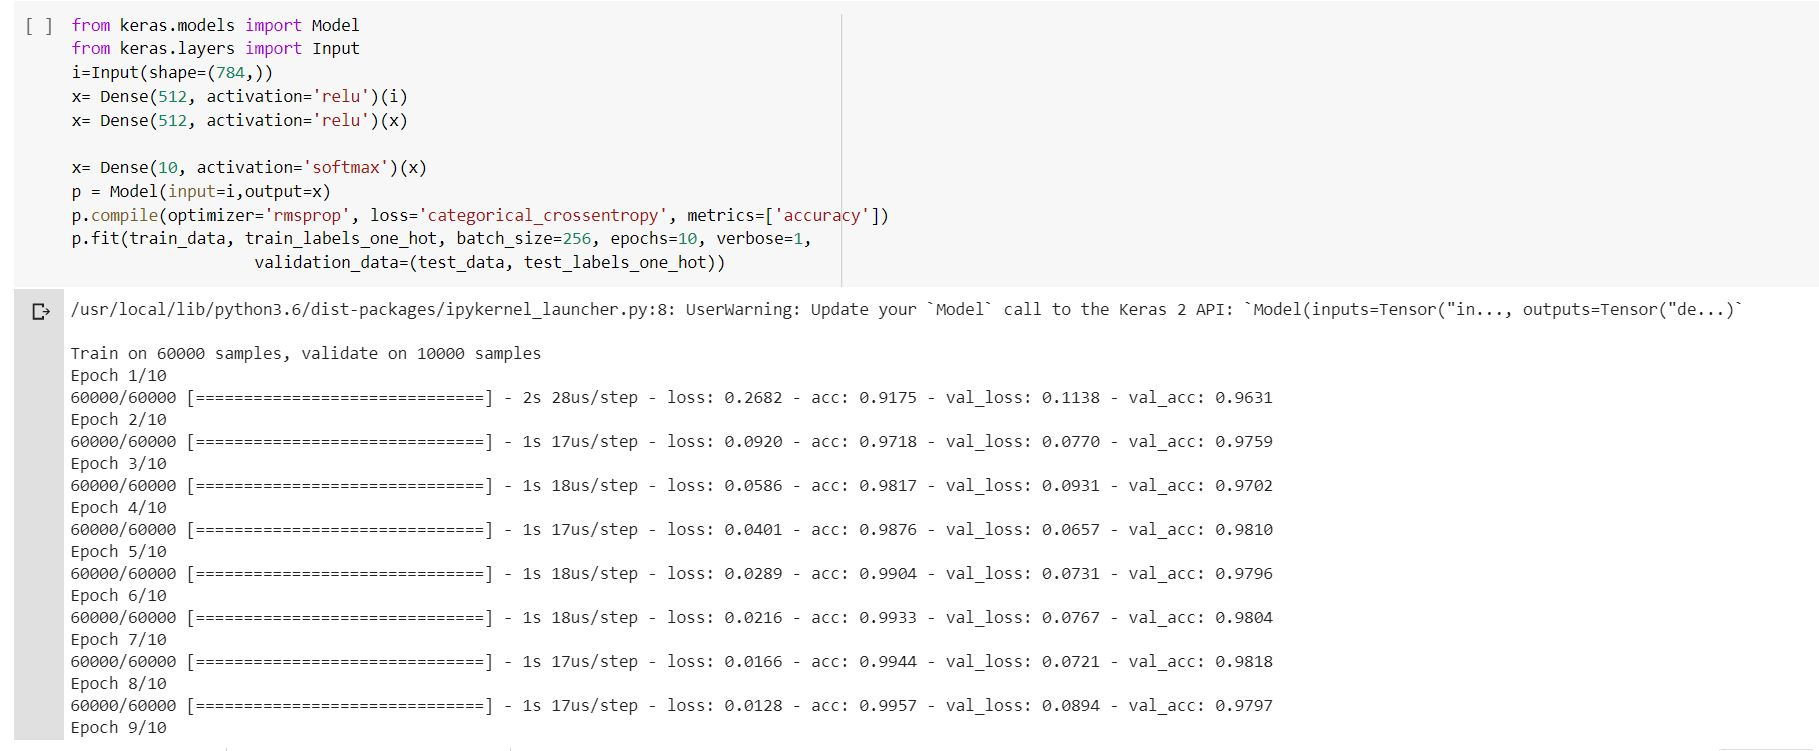 [ ] from keras.models import Model
from keras.layers import Input
i=Input(shape=(784,))
x= Dense(512, activation='relu')(i)
x= Dense(512, activation='relu')(x)
x= Dense(10, activation='softmax')(x)
p = Model(input=i,output=x)
p.compile(optimizer='rmsprop', loss='categorical_crossentropy', metrics=['accuracy'])
p.fit(train_data, train_labels_one_hot, batch_size=256, epochs=10, verbose=1,
validation_data=(test_data, test_labels_one_hot))
/usr/local/lib/python3.6/dist-packages/ipykernel_launcher.py:8: UserWarning: Update your `Model` call to the Keras 2 API: `Model(inputs=Tensor("in..., outputs=Tensor("de...)`
Train on 60000 samples, validate on 10000 samples
Epoch 1/10
60000/60000 [==============================] - 2s 28us/step - loss: 0.2682 - acc: 0.9175 - val_loss: 0.1138 - val_acc: 0.9631
Epoch 2/10
60000/60000 [==============================] - 1s 17us/step - loss: 0.0920 - acc: 0.9718 - val_loss: 0.0770 - val_acc: 0.9759
Epoch 3/10
60000/60000 [==============================] - 1s 18us/step - loss: 0.0586 - acc: 0.9817 - val_loss: 0.0931 - val_acc: 0.9702
Epoch 4/10
60000/60000 [==============================] - 1s 17us/step - loss: 0.0401 - acc: 0.9876 - val_loss: 0.0657 - val_acc: 0.9810
Epoch 5/10
60000/60000 [==============================] - 1s 18us/step - loss: 0.0289 - acc: 0.9904 - val_loss: 0.0731 - val_acc: 0.9796
Epoch 6/10
60000/60000 [==============================] - 1s 18us/step - loss: 0.0216 - acc: 0.9933 - val_loss: 0.0767 - val_acc: 0.9804
Epoch 7/10
60000/60000 [==============================] - 1s 17us/step - loss: 0.0166 - acc: 0.9944 - val_loss: 0.0721 - val_acc: 0.9818
Epoch 8/10
60000/60000 [==============================] - 1s 17us/step - loss: 0.0128 - acc: 0.9957 - val_loss: 0.0894 - val_acc: 0.9797
Epoch 9/10